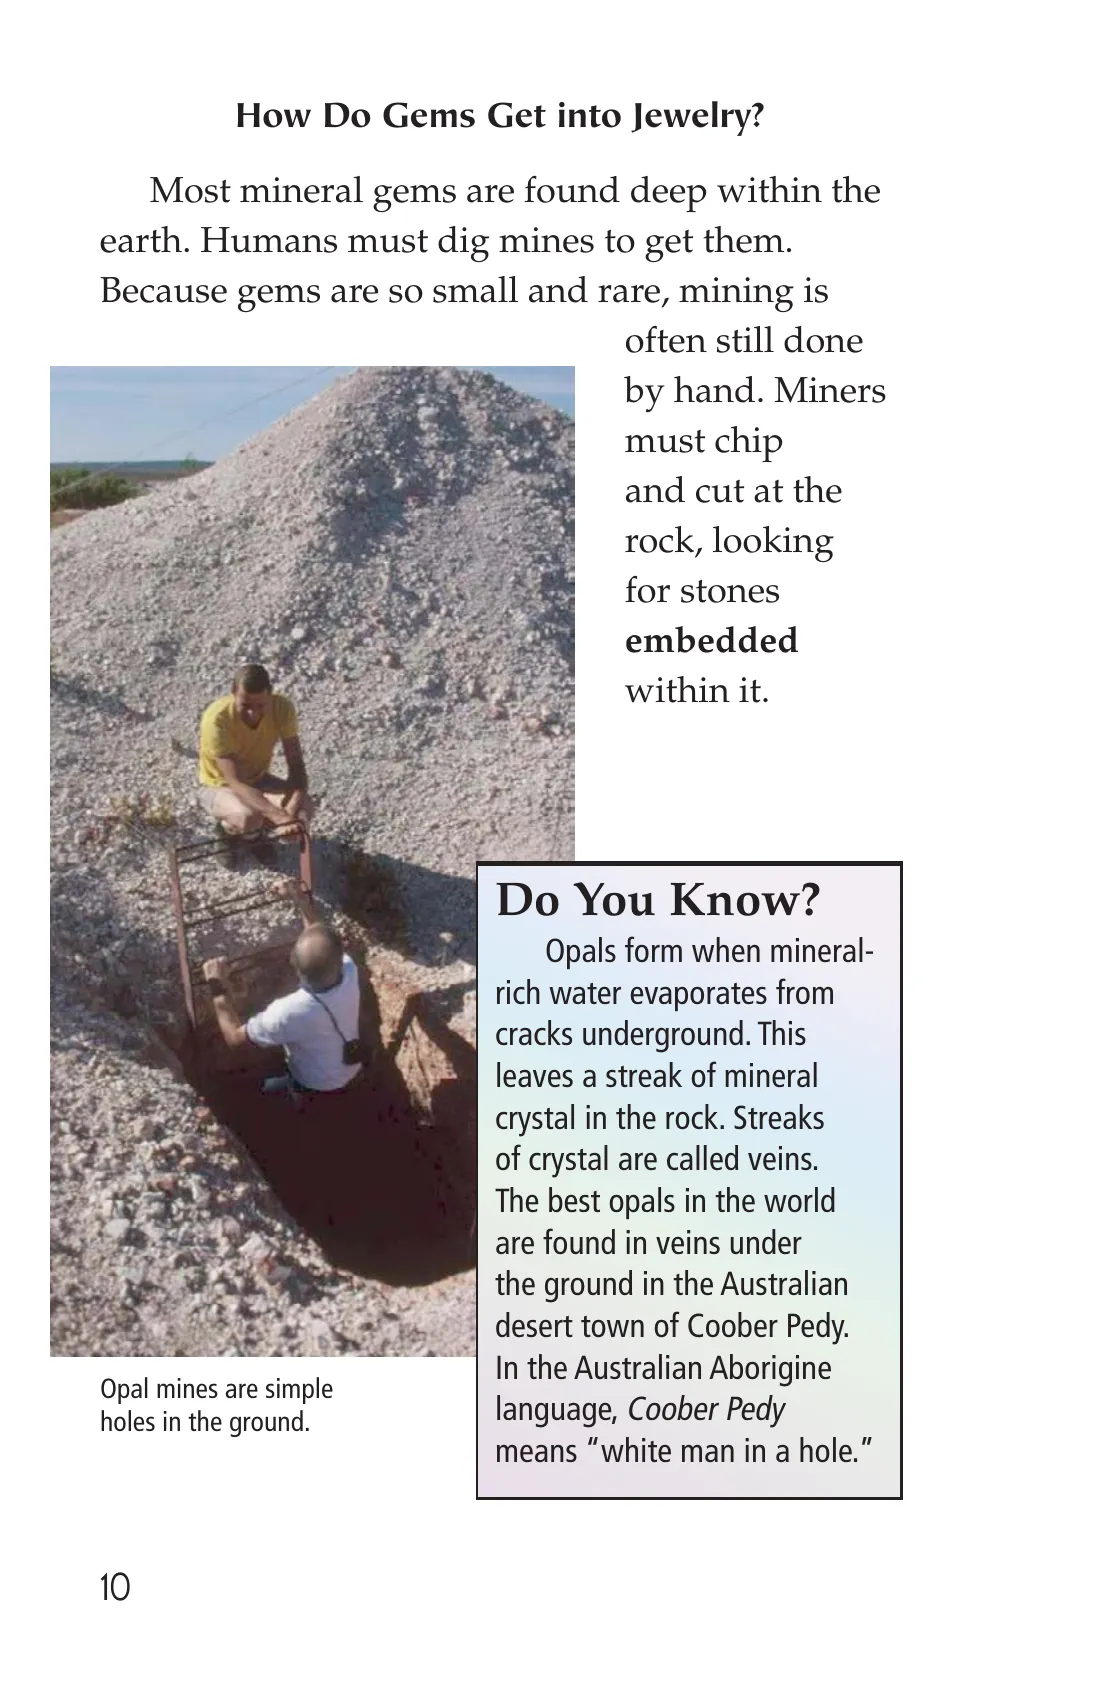 How Do Gems Get into Jewelry?
Most mineral gems are found deep within the
earth. Humans must dig mines to get them.
Because gems are so small and rare, mining is
often still done
by hand. Miners
must chip
and cut at the
rock, looking
for stones
embedded
within it.
Opal mines are simple
holes in the ground.
Do You Know?
Opals form when mineral-
rich water evaporates from
cracks underground. This
leaves a streak of mineral
crystal in the rock. Streaks
of crystal are called veins.
The best opals in the world
are found in veins under
the ground in the Australian
desert town of Coober Pedy.
In the Australian Aborigine
language, Coober Pedy
means “white man in a hole.”
10